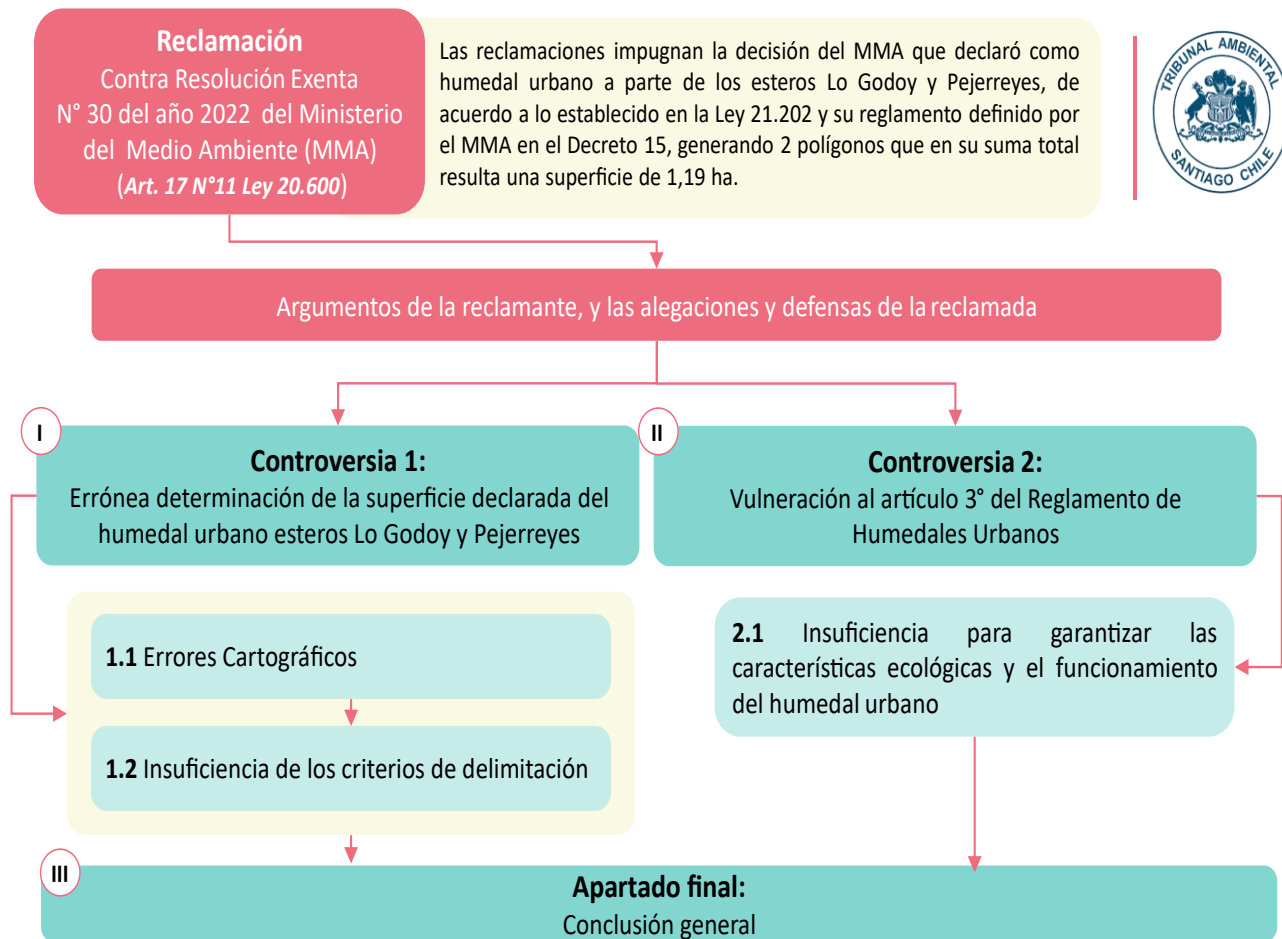 Reclamación
Contra Resolución Exenta
N° 30 del año 2022 del Ministerio
del Medio Ambiente (MMA)
(Art. 17 N°11 Ley 20.600)
Las reclamaciones impugnan la decisión del MMA que declaró como
humedal urbano a parte de los esteros Lo Godoy y Pejerreyes, de
acuerdo a lo establecido en la Ley 21.202 y su reglamento definido por
el MMA en el Decreto 15, generando 2 polígonos que en su suma total
resulta una superficie de 1,19 ha.
TRIBUNAL AMBIENTAL
SANTIAGO CHILE
Argumentos de la reclamante, y las alegaciones y defensas de la reclamada
I
Controversia 1:
Errónea determinación de la superficie declarada del
humedal urbano esteros Lo Godoy y Pejerreyes
II
Controversia 2:
Vulneración al artículo 3° del Reglamento de
Humedales Urbanos
1.1 Errores Cartográficos
1.2 Insuficiencia de los criterios de delimitación
2.1 Insuficiencia para garantizar las
características ecológicas y el funcionamiento
del humedal urbano
III
Apartado final:
Conclusión general